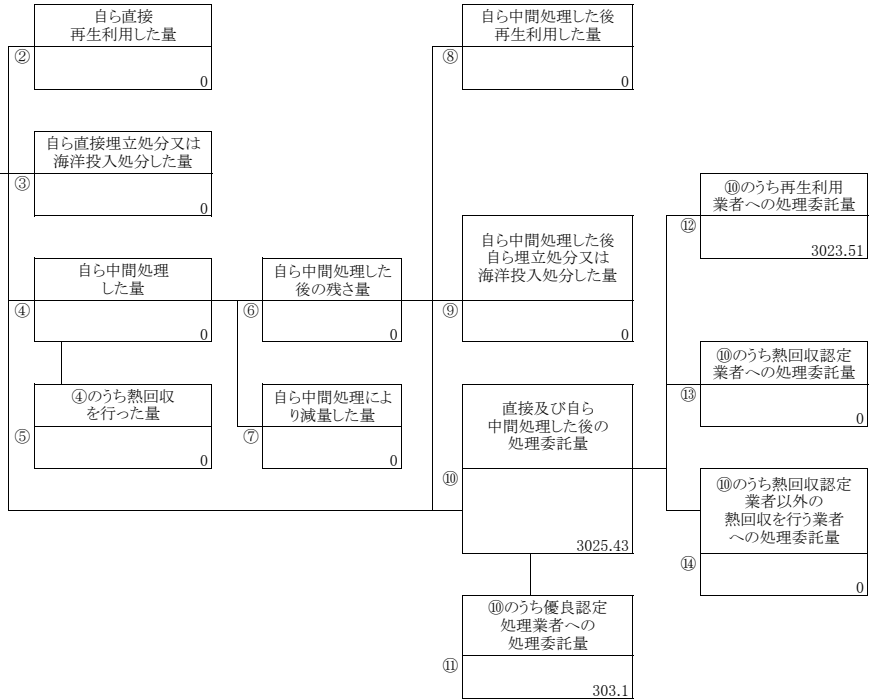 自ら直接
再生利用した量
②
0
自ら直接埋立処分又は
海洋投入処分した量
③
0
自ら中間処理
した量
④
0
④のうち熱回収
を行った量
⑤
0
自ら中間処理した
後の残さ量
⑥
0
自ら中間処理によ
り減量した量
⑦
0
自ら中間処理した後
再生利用した量
⑧
0
自ら中間処理した後
自ら埋立処分又は
海洋投入処分した量
⑨
0
直接及び自ら
中間処理した後の
処理委託量
⑩
3025.43
⑩のうち優良認定
処理業者への
処理委託量
⑪
303.1
⑩のうち再生利用
業者への処理委託量
⑫
3023.51
⑩のうち熱回収認定
業者への処理委託量
⑬
0
⑩のうち熱回収認定
業者以外の
熱回収を行う業者
への処理委託量
⑭
0